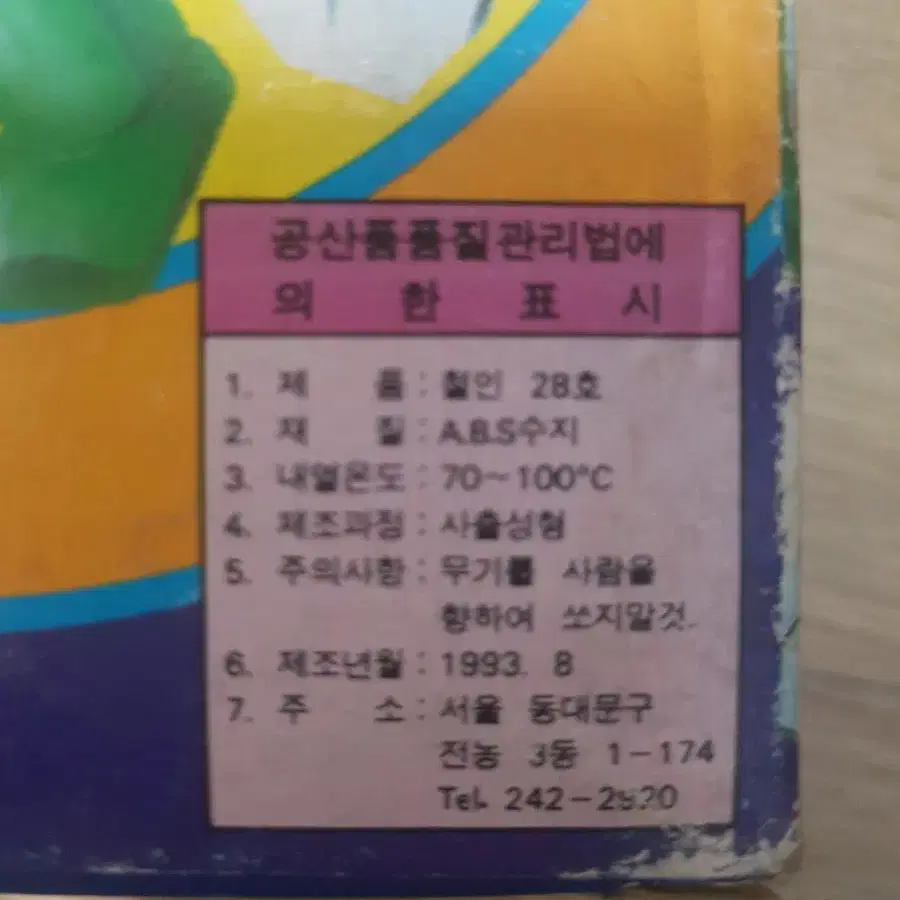 공산품품질관리법에
의 한 표 시
1. 제 품 : 철인 28호
2. 재 질 : A.B.S수지
3. 내열온도 : 70~100°C
4. 제조과정 : 사출성형
5. 주의사항 : 무기를 사람을
향하여 쏘지말것.
6. 제조년월 : 1993. 8
7. 주 소 : 서울 동대문구
전농 3동 1-174
Tel. 242-2920